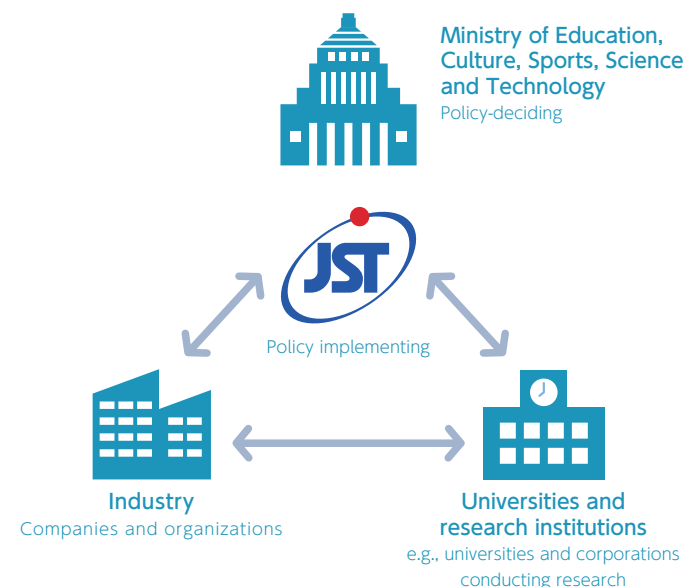 Ministry of Education,
Culture, Sports, Science
and Technology
Policy-deciding
JST
Policy implementing
Industry
Companies and organizations
Universities and
research institutions
e.g., universities and corporations
conducting research